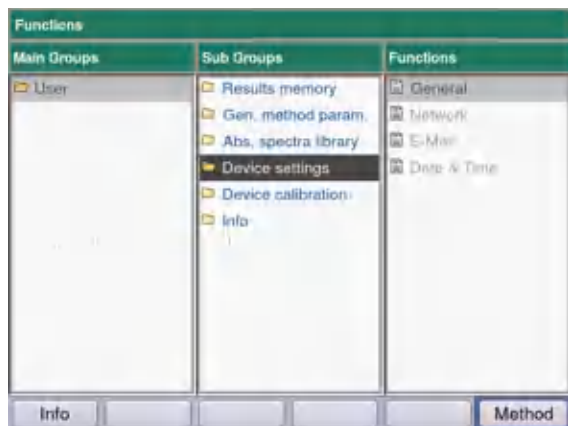 Functions
Main Groups
Sub Groups
Functions
User
Results memory
Gen. method param.
Abs. spectra library
Device settings
Device calibration
Info
General
Network
E-Mail
Date & Time
Info
Method